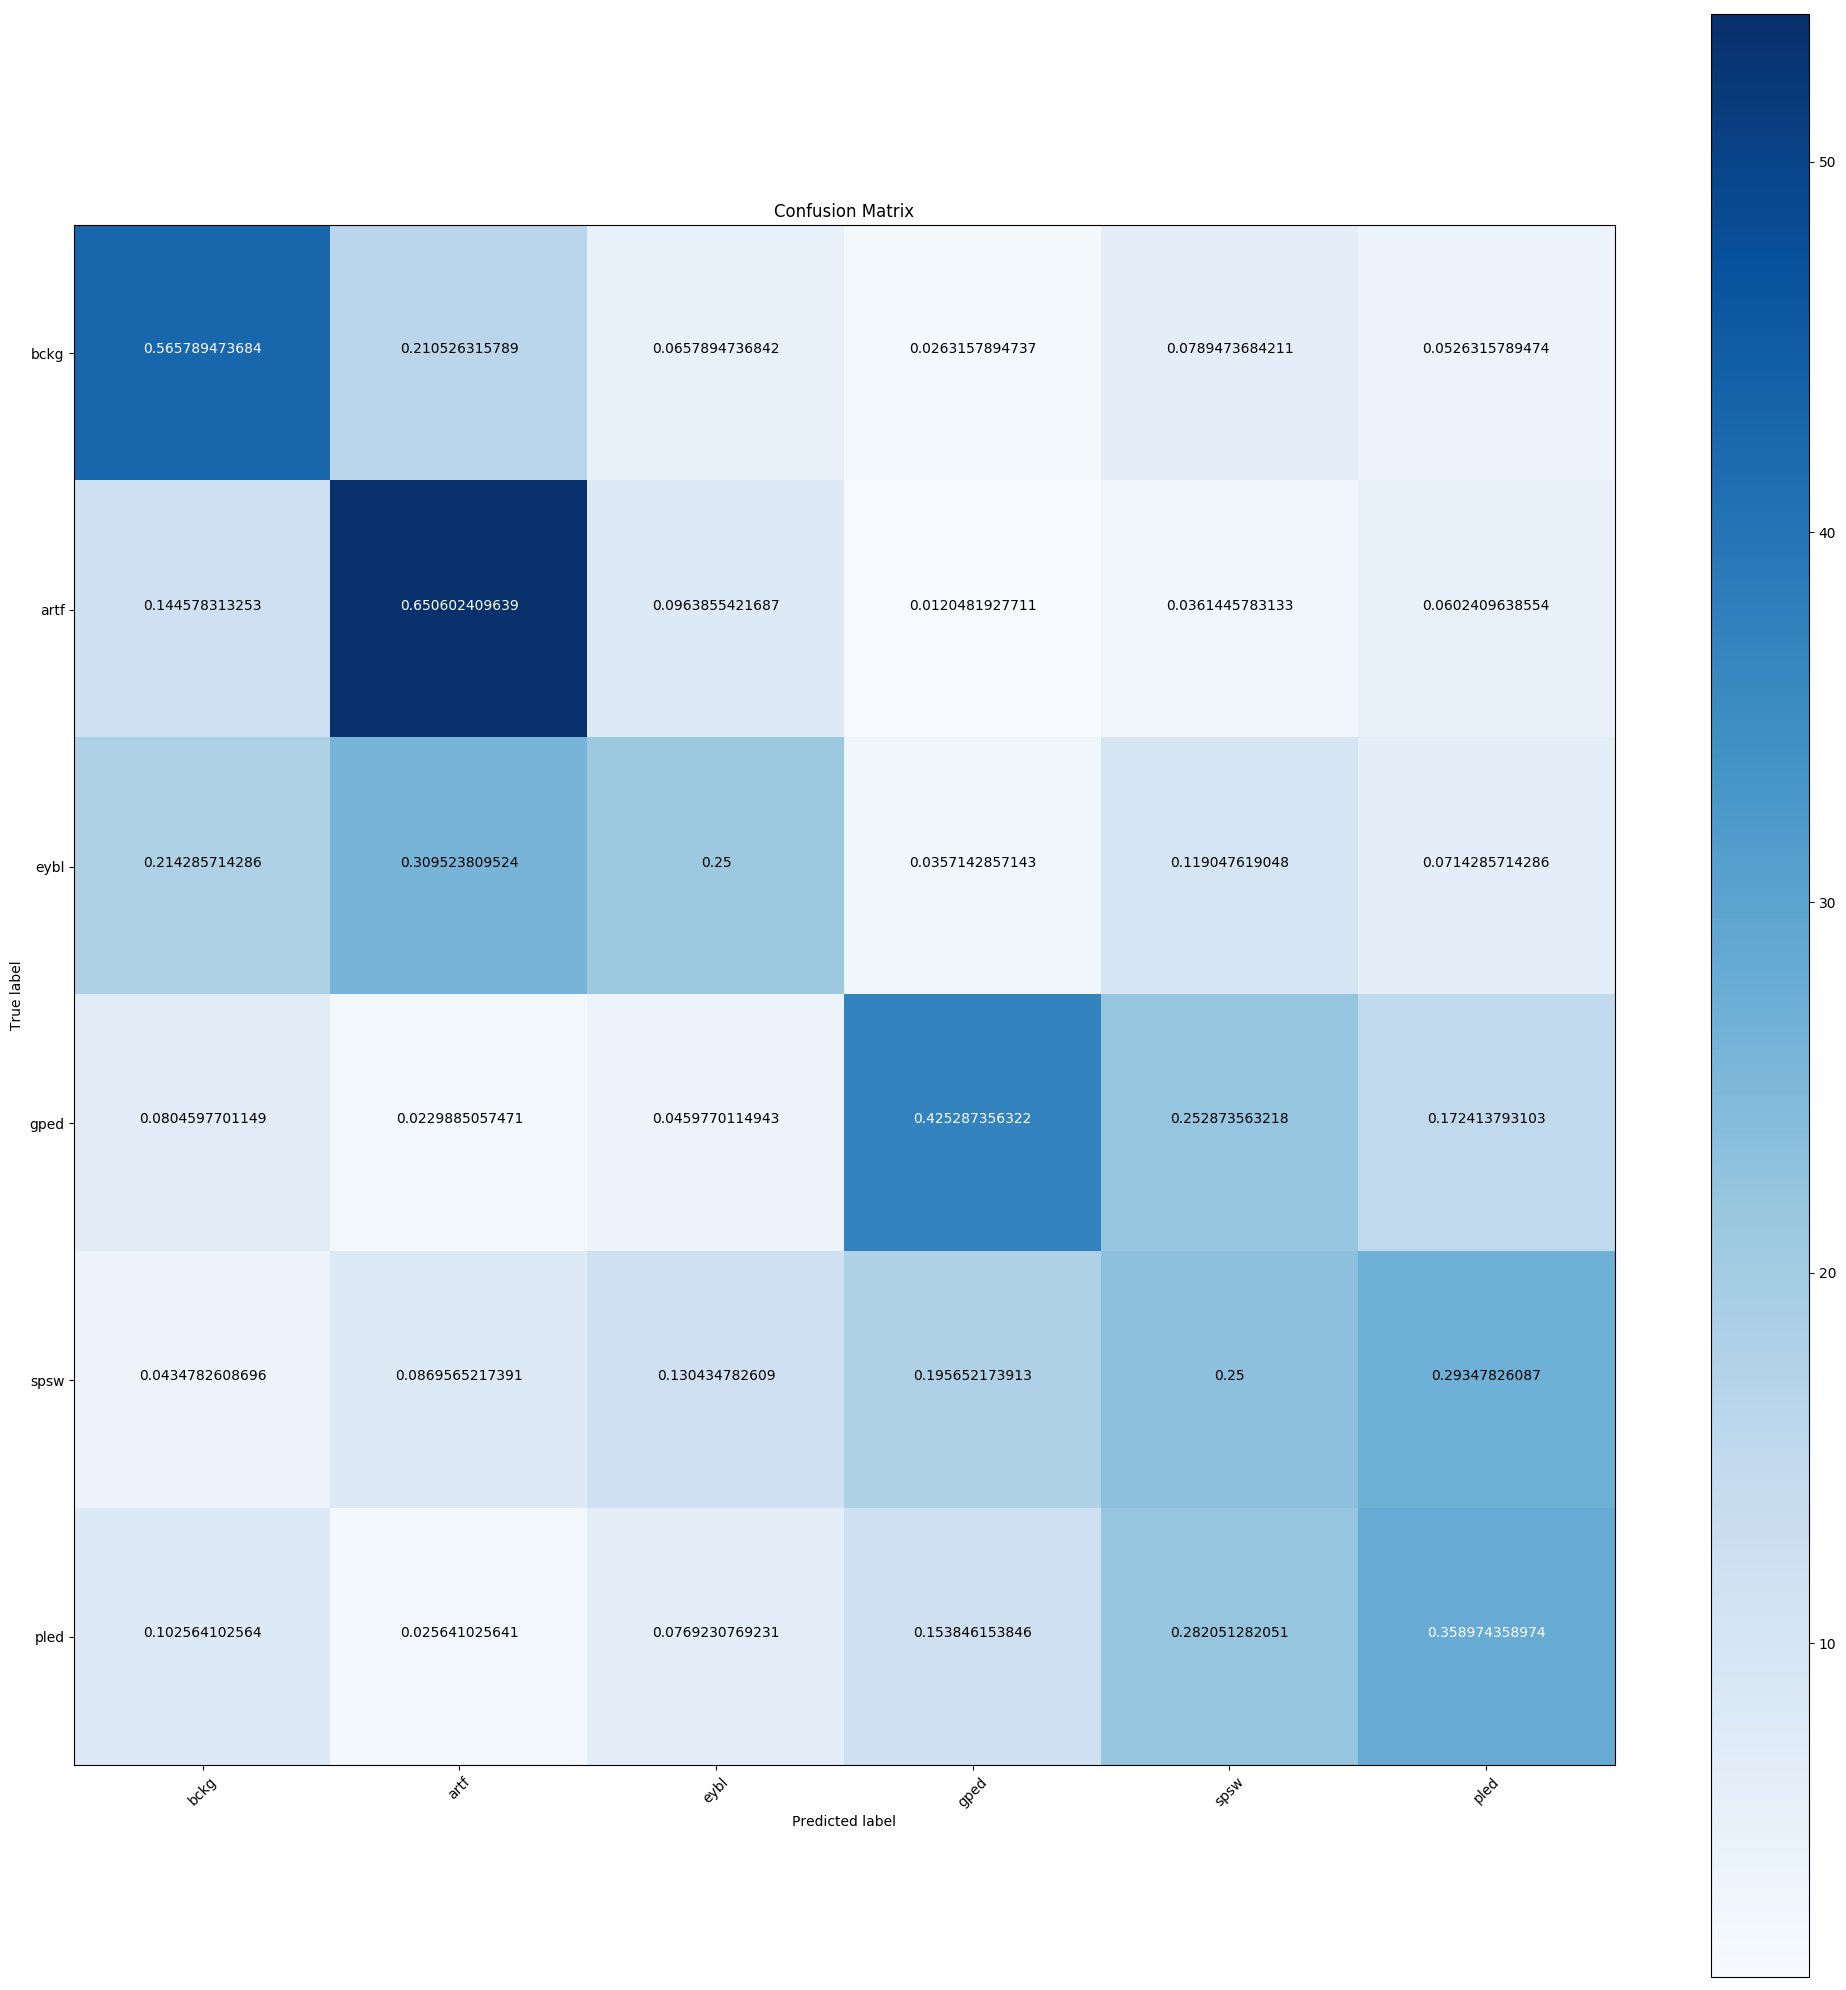 Confusion Matrix
bckg 0.565789473684 0.210526315789 0.0657894736842 0.0263157894737 0.0789473684211 0.0526315789474
artf 0.144578313253 0.650602409639 0.0963855421687 0.0120481927711 0.0361445783133 0.0602409638554
eybl 0.214285714286 0.309523809524 0.25 0.0357142857143 0.119047619048 0.0714285714286
gped 0.0804597701149 0.0229885057471 0.0459770114943 0.425287356322 0.252873563218 0.172413793103
spsw 0.0434782608696 0.0869565217391 0.130434782609 0.195652173913 0.25 0.29347826087
pled 0.102564102564 0.025641025641 0.0769230769231 0.153846153846 0.282051282051 0.358974358974
True label
bckg artf eybl gped spsw pled
Predicted label
50
40
30
20
10